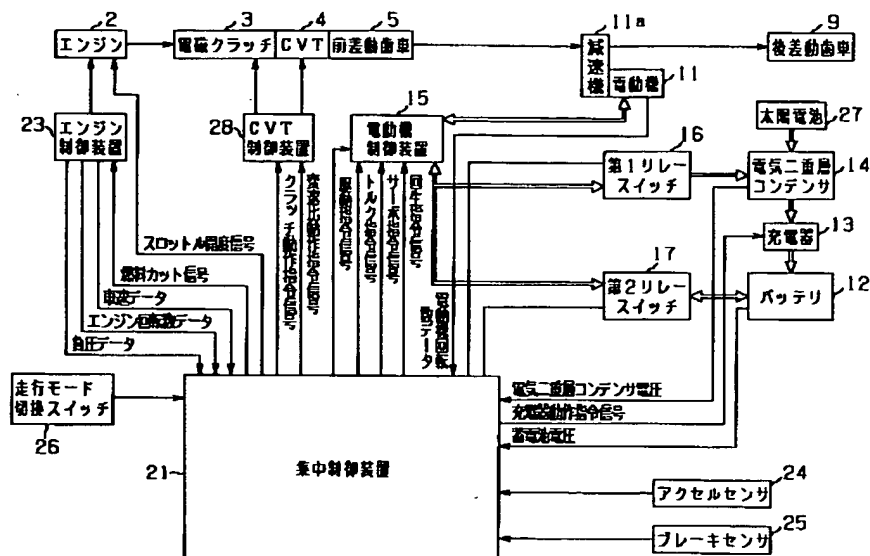 2
3
4
5
11a
9
エンジン
電磁クラッチ
CVT
前差動歯車
減速機
電動機
後差動歯車
11
23
エンジン
制御装置
28
CVT
制御装置
15
電動機
制御装置
16
第1リレー
スイッチ
太陽電池
27
電気二重層
コンデンサ
14
充電器
13
17
第2リレー
スイッチ
バッテリ
12
クラッチ動作指令信号
変速比動作指令信号
駆動指令信号
トルク指令信号
サーボ指令信号
回生指令信号
電動機回転
数データ
スロットル開度信号
燃料カット信号
車速データ
エンジン回転数データ
負圧データ
走行モード
切換スイッチ
26
電気二重層コンデンサ電圧
充電器動作指令信号
蓄電池電圧
21
集中制御装置
アクセルセンサ
24
ブレーキセンサ
25